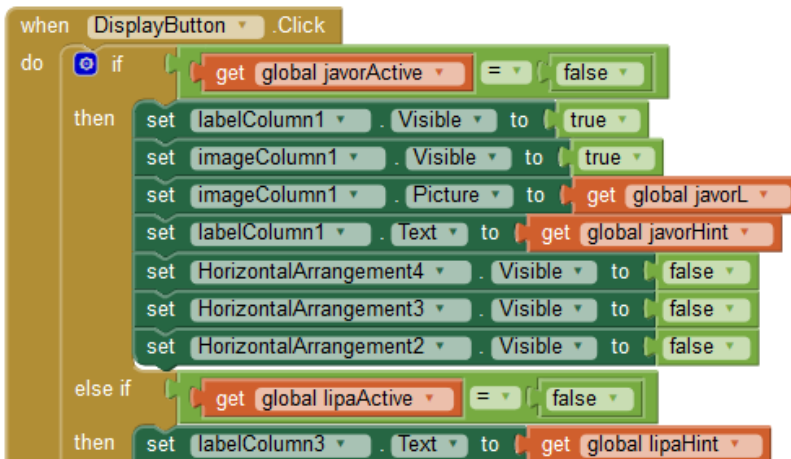 when DisplayButton .Click
do if get global javorActive = false
then set labelColumn1 . Visible to true
set imageColumn1 . Visible to true
set imageColumn1 . Picture to get global javorL
set labelColumn1 . Text to get global javorHint
set HorizontalArrangement4 . Visible to false
set HorizontalArrangement3 . Visible to false
set HorizontalArrangement2 . Visible to false
else if get global lipaActive = false
then set labelColumn3 . Text to get global lipaHint